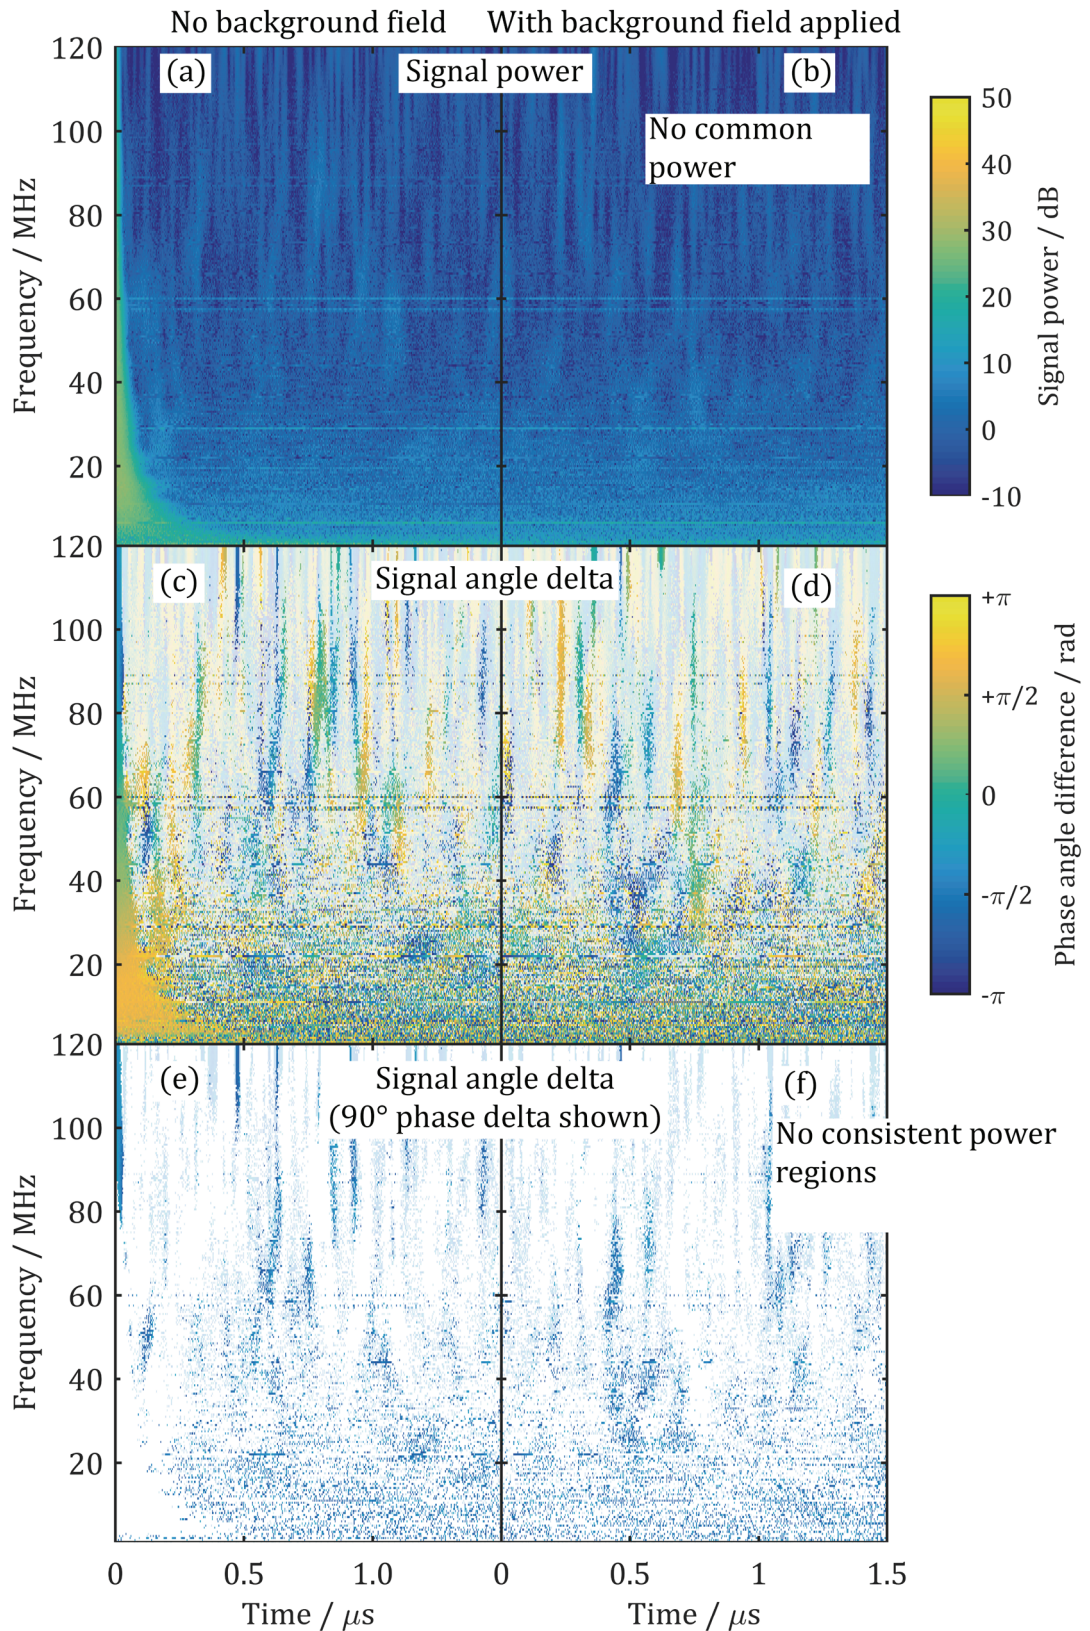 No background field
With background field applied
120
(a)
Signal power
(b)
No common
power
100
80
60
40
20
Frequency / MHz
50
40
30
20
10
0
-10
Signal power / dB
120
(c)
Signal angle delta
(d)
100
80
60
40
20
Frequency / MHz
+π
+π/2
0
-π/2
-π
Phase angle difference / rad
120
(e)
Signal angle delta
(90° phase delta shown)
(f)
No consistent power
regions
100
80
60
40
20
Frequency / MHz
0
0.5
1.0
0
0.5
1
1.5
Time / μs
Time / μs